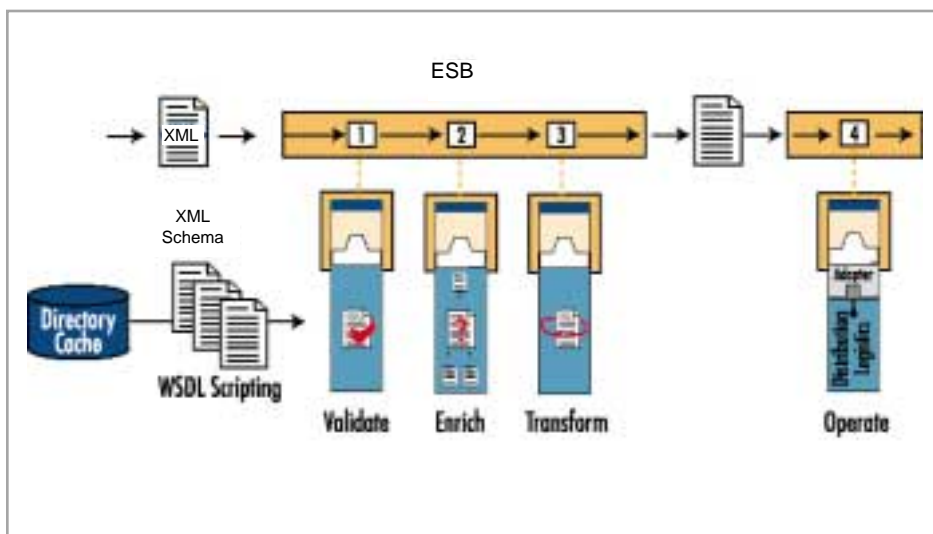 ESB
XML
1
2
3
4
XML
Schema
Directory
Cache
WSDL Scripting
Adapter
Distribution
Logistics
Validate
Enrich
Transform
Operate